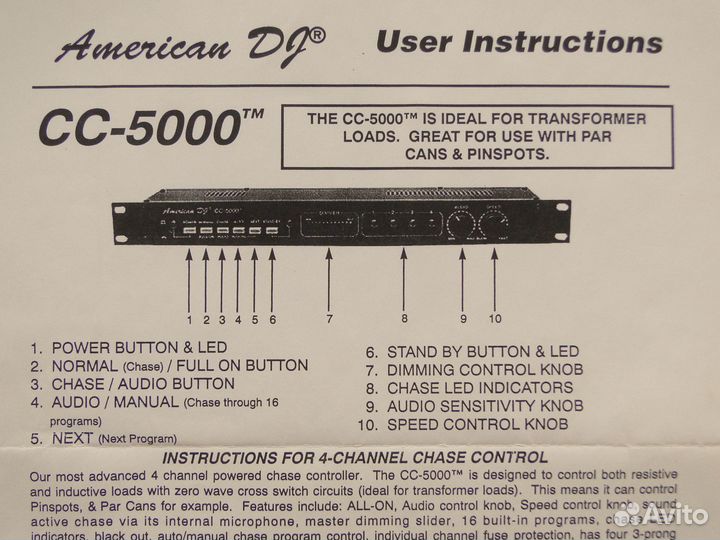 American DJ® User Instructions
CC-5000™
THE CC-5000™ IS IDEAL FOR TRANSFORMER
LOADS. GREAT FOR USE WITH PAR
CANS & PINSPOTS.
American DJ® CC-5000™
1 2 3 4 5 6 7 8 9 10
1. POWER BUTTON & LED
2. NORMAL (Chase) / FULL ON BUTTON
3. CHASE / AUDIO BUTTON
4. AUDIO / MANUAL (Chase through 16
programs)
5. NEXT (Next Program)
6. STAND BY BUTTON & LED
7. DIMMING CONTROL KNOB
8. CHASE LED INDICATORS
9. AUDIO SENSITIVITY KNOB
10. SPEED CONTROL KNOB
INSTRUCTIONS FOR 4-CHANNEL CHASE CONTROL
Our most advanced 4 channel powered chase controller. The CC-5000™ is designed to control both resistive
and inductive loads with zero wave cross switch circuits (ideal for transformer loads). This means it can control
Pinspots, & Par Cans for example. Features include: ALL-ON, Audio control knob, Speed control knob, sound
active chase via its internal microphone, master dimming slider, 16 built-in programs, chase LED
indicators, black out, auto/manual chase program control, individual channel fuse protection, has four 3-prong
Avito